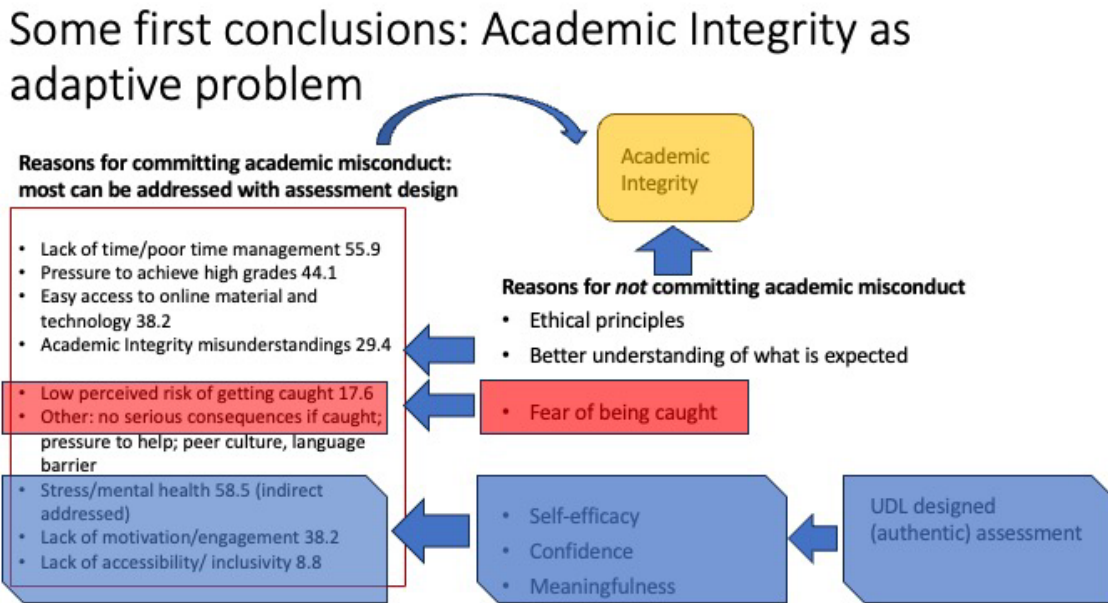 Some first conclusions: Academic Integrity as
adaptive problem
Reasons for committing academic misconduct:
most can be addressed with assessment design
• Lack of time/poor time management 55.9
• Pressure to achieve high grades 44.1
• Easy access to online material and
technology 38.2
• Academic Integrity misunderstandings 29.4
• Low perceived risk of getting caught 17.6
• Other: no serious consequences if caught;
pressure to help; peer culture, language
barrier
• Stress/mental health 58.5 (indirect
addressed)
• Lack of motivation/engagement 38.2
• Lack of accessibility/ inclusivity 8.8
Academic
Integrity
Reasons for not committing academic misconduct
• Ethical principles
• Better understanding of what is expected
• Fear of being caught
• Self-efficacy
• Confidence
• Meaningfulness
UDL designed
(authentic) assessment